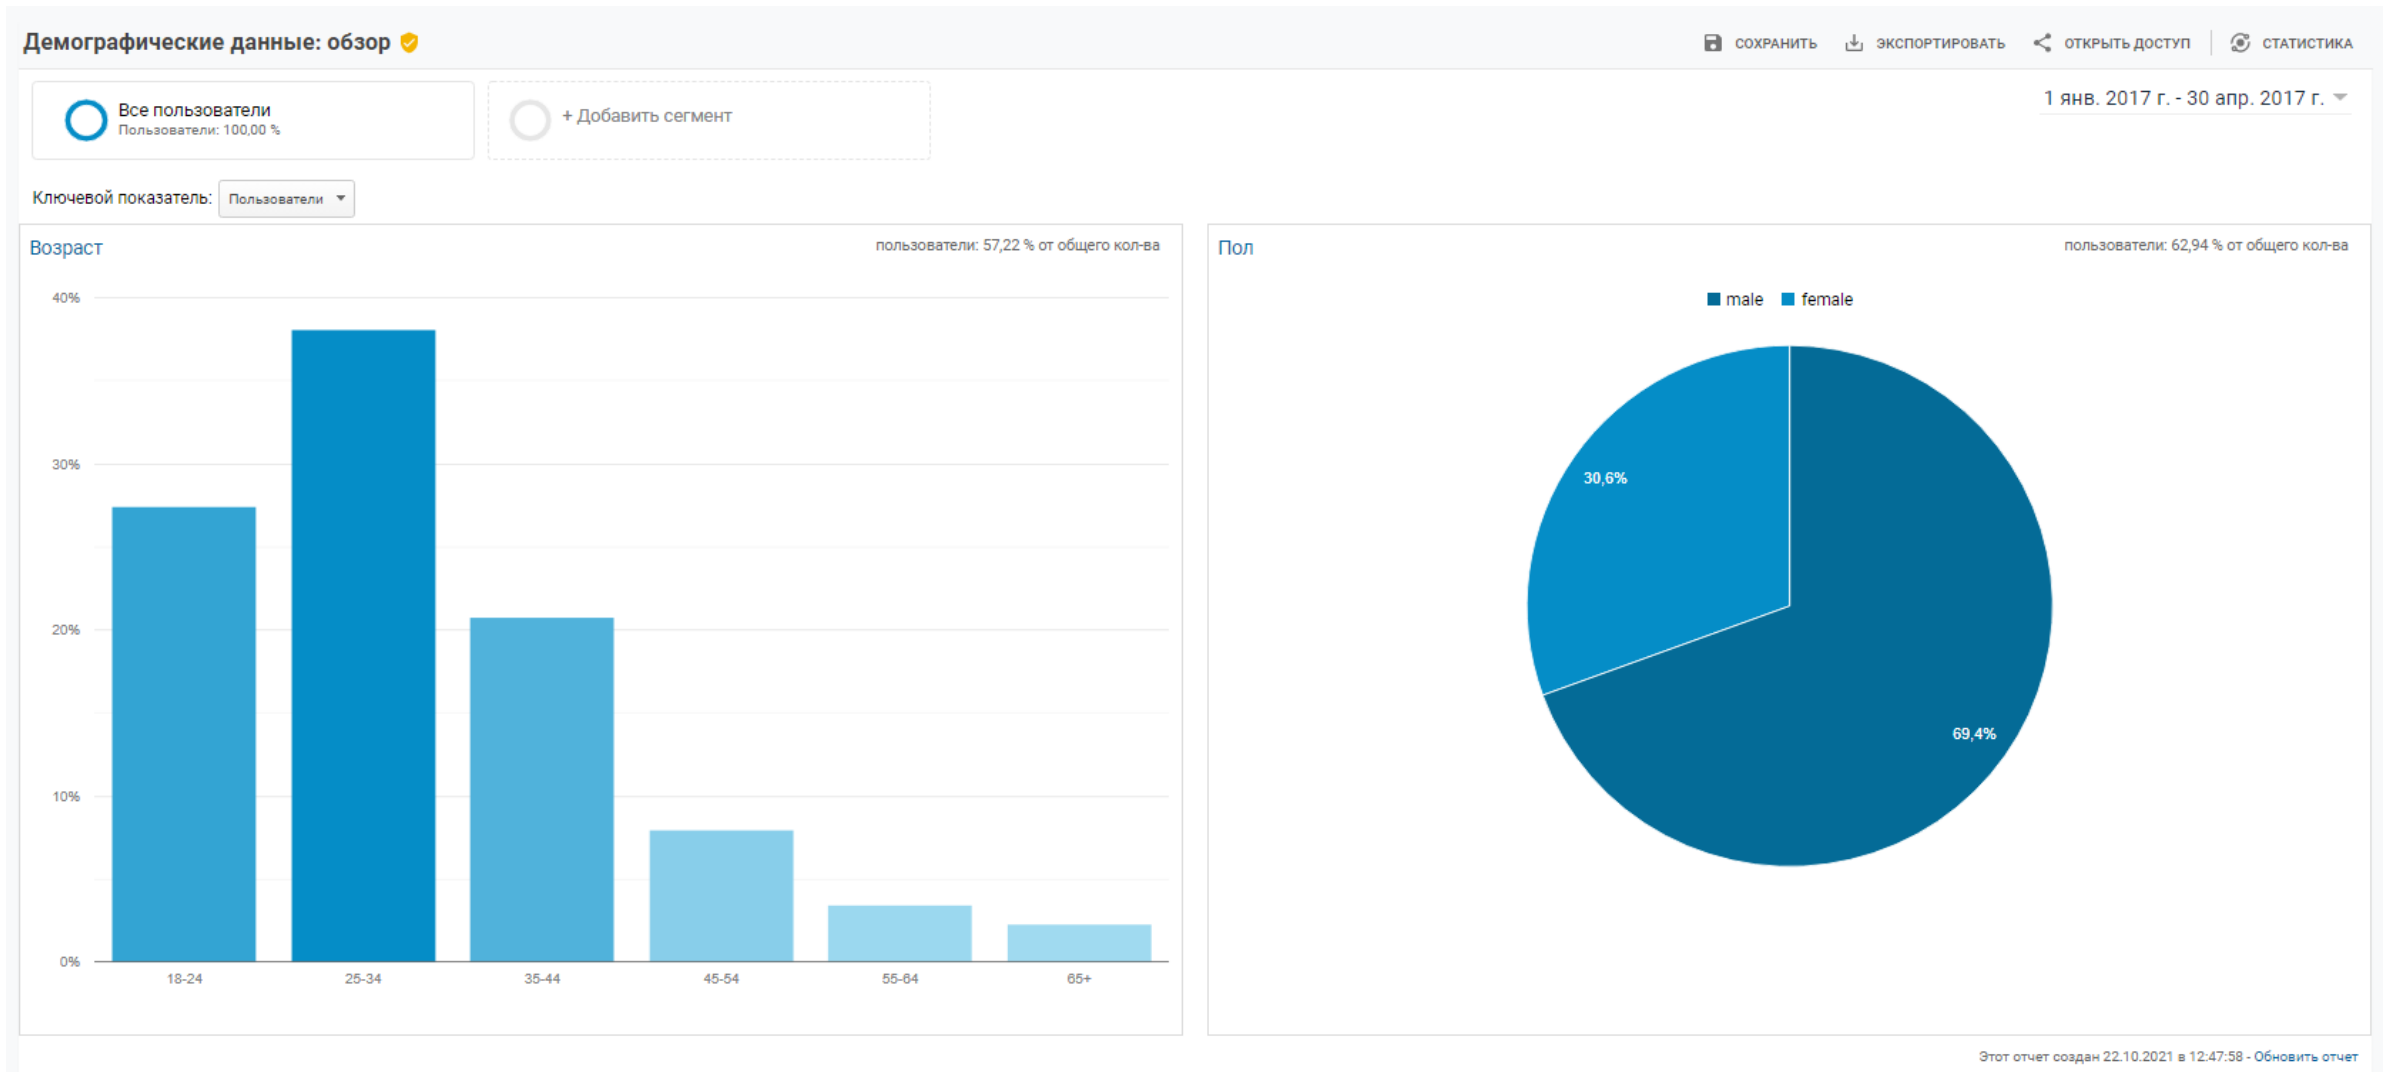 Демографические данные: обзор
СОХРАНИТЬ ЭКСПОРТИРОВАТЬ ОТКРЫТЬ ДОСТУП СТАТИСТИКА
Все пользователи
Пользователи: 100,00 %
+ Добавить сегмент
1 янв. 2017 г. - 30 апр. 2017 г.
Ключевой показатель: Пользователи
Возраст
пользователи: 57,22 % от общего кол-ва
40%
30%
20%
10%
0%
18-24 25-34 35-44 45-54 55-64 65+
Пол
пользователи: 62,94 % от общего кол-ва
male female
30,6%
69,4%
Этот отчет создан 22.10.2021 в 12:47:58 - Обновить отчет